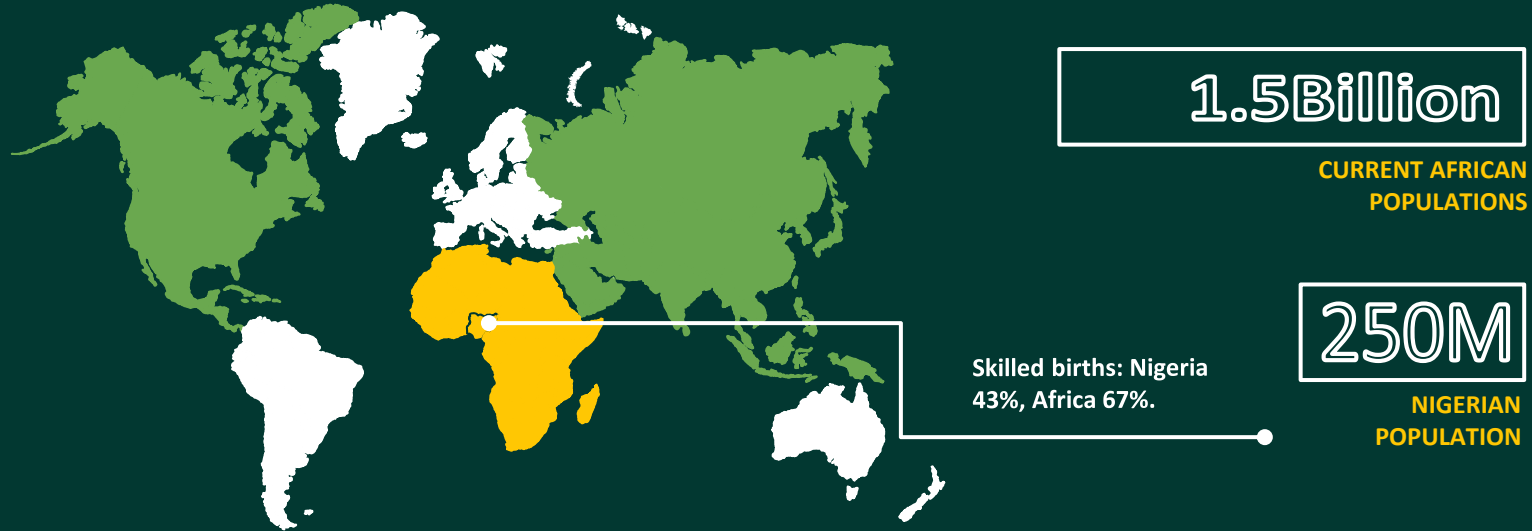 1.5Billion
CURRENT AFRICAN
POPULATIONS
250M
NIGERIAN
POPULATION
Skilled births: Nigeria
43%, Africa 67%.